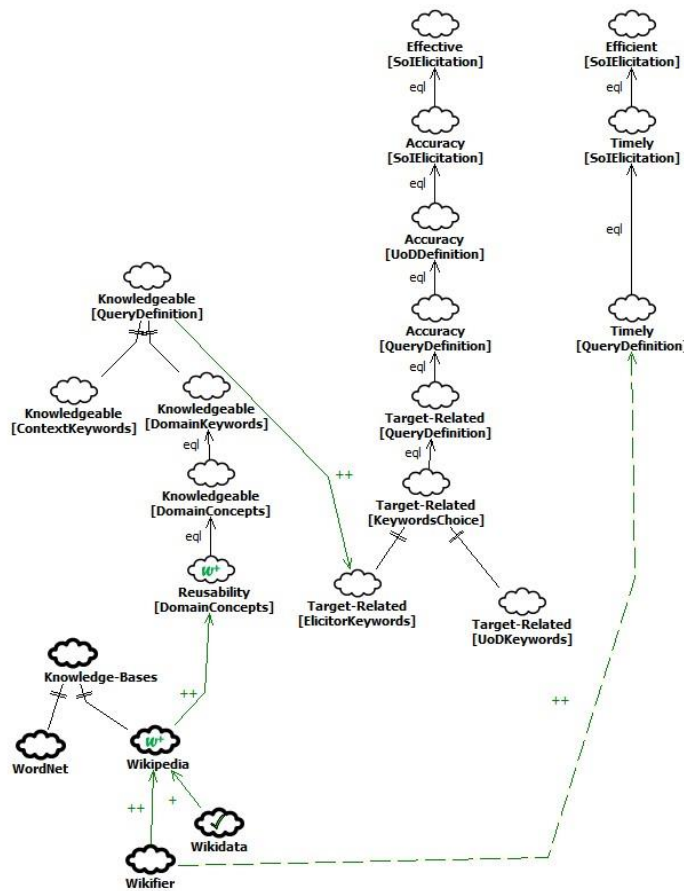 Effective
[SoIElicitation]
Efficient
[SoIElicitation]
eql
eql
Accuracy
[SoIElicitation]
Timely
[SoIElicitation]
eql
Accuracy
[UoDDefinition]
eql
eql
Knowledgeable
[QueryDefinition]
Accuracy
[QueryDefinition]
Timely
[QueryDefinition]
eql
Knowledgeable
[ContextKeywords]
Knowledgeable
[DomainKeywords]
Target-Related
[QueryDefinition]
eql
eql
++
Knowledgeable
[DomainConcepts]
Target-Related
[KeywordsChoice]
eql
w+
Reusability
[DomainConcepts]
Target-Related
[ElicitorKeywords]
Target-Related
[UoDKeywords]
Knowledge-Bases
++
++
WordNet
w+
Wikipedia
++
+
Wikidata
Wikifier